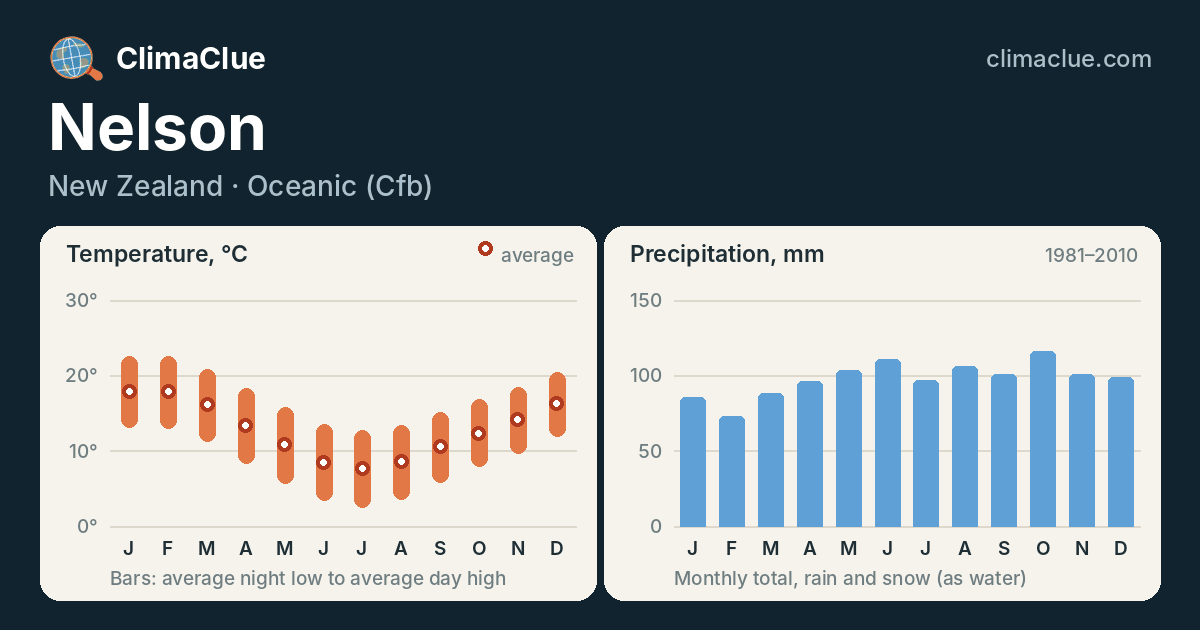 ClimaClue
climaclue.com
Nelson
New Zealand · Oceanic (Cfb)
Temperature, °C
average
30°
20°
10°
0°
J F M A M J J A S O N D
Bars: average night low to average day high
Precipitation, mm
1981–2010
150
100
50
0
J F M A M J J A S O N D
Monthly total, rain and snow (as water)